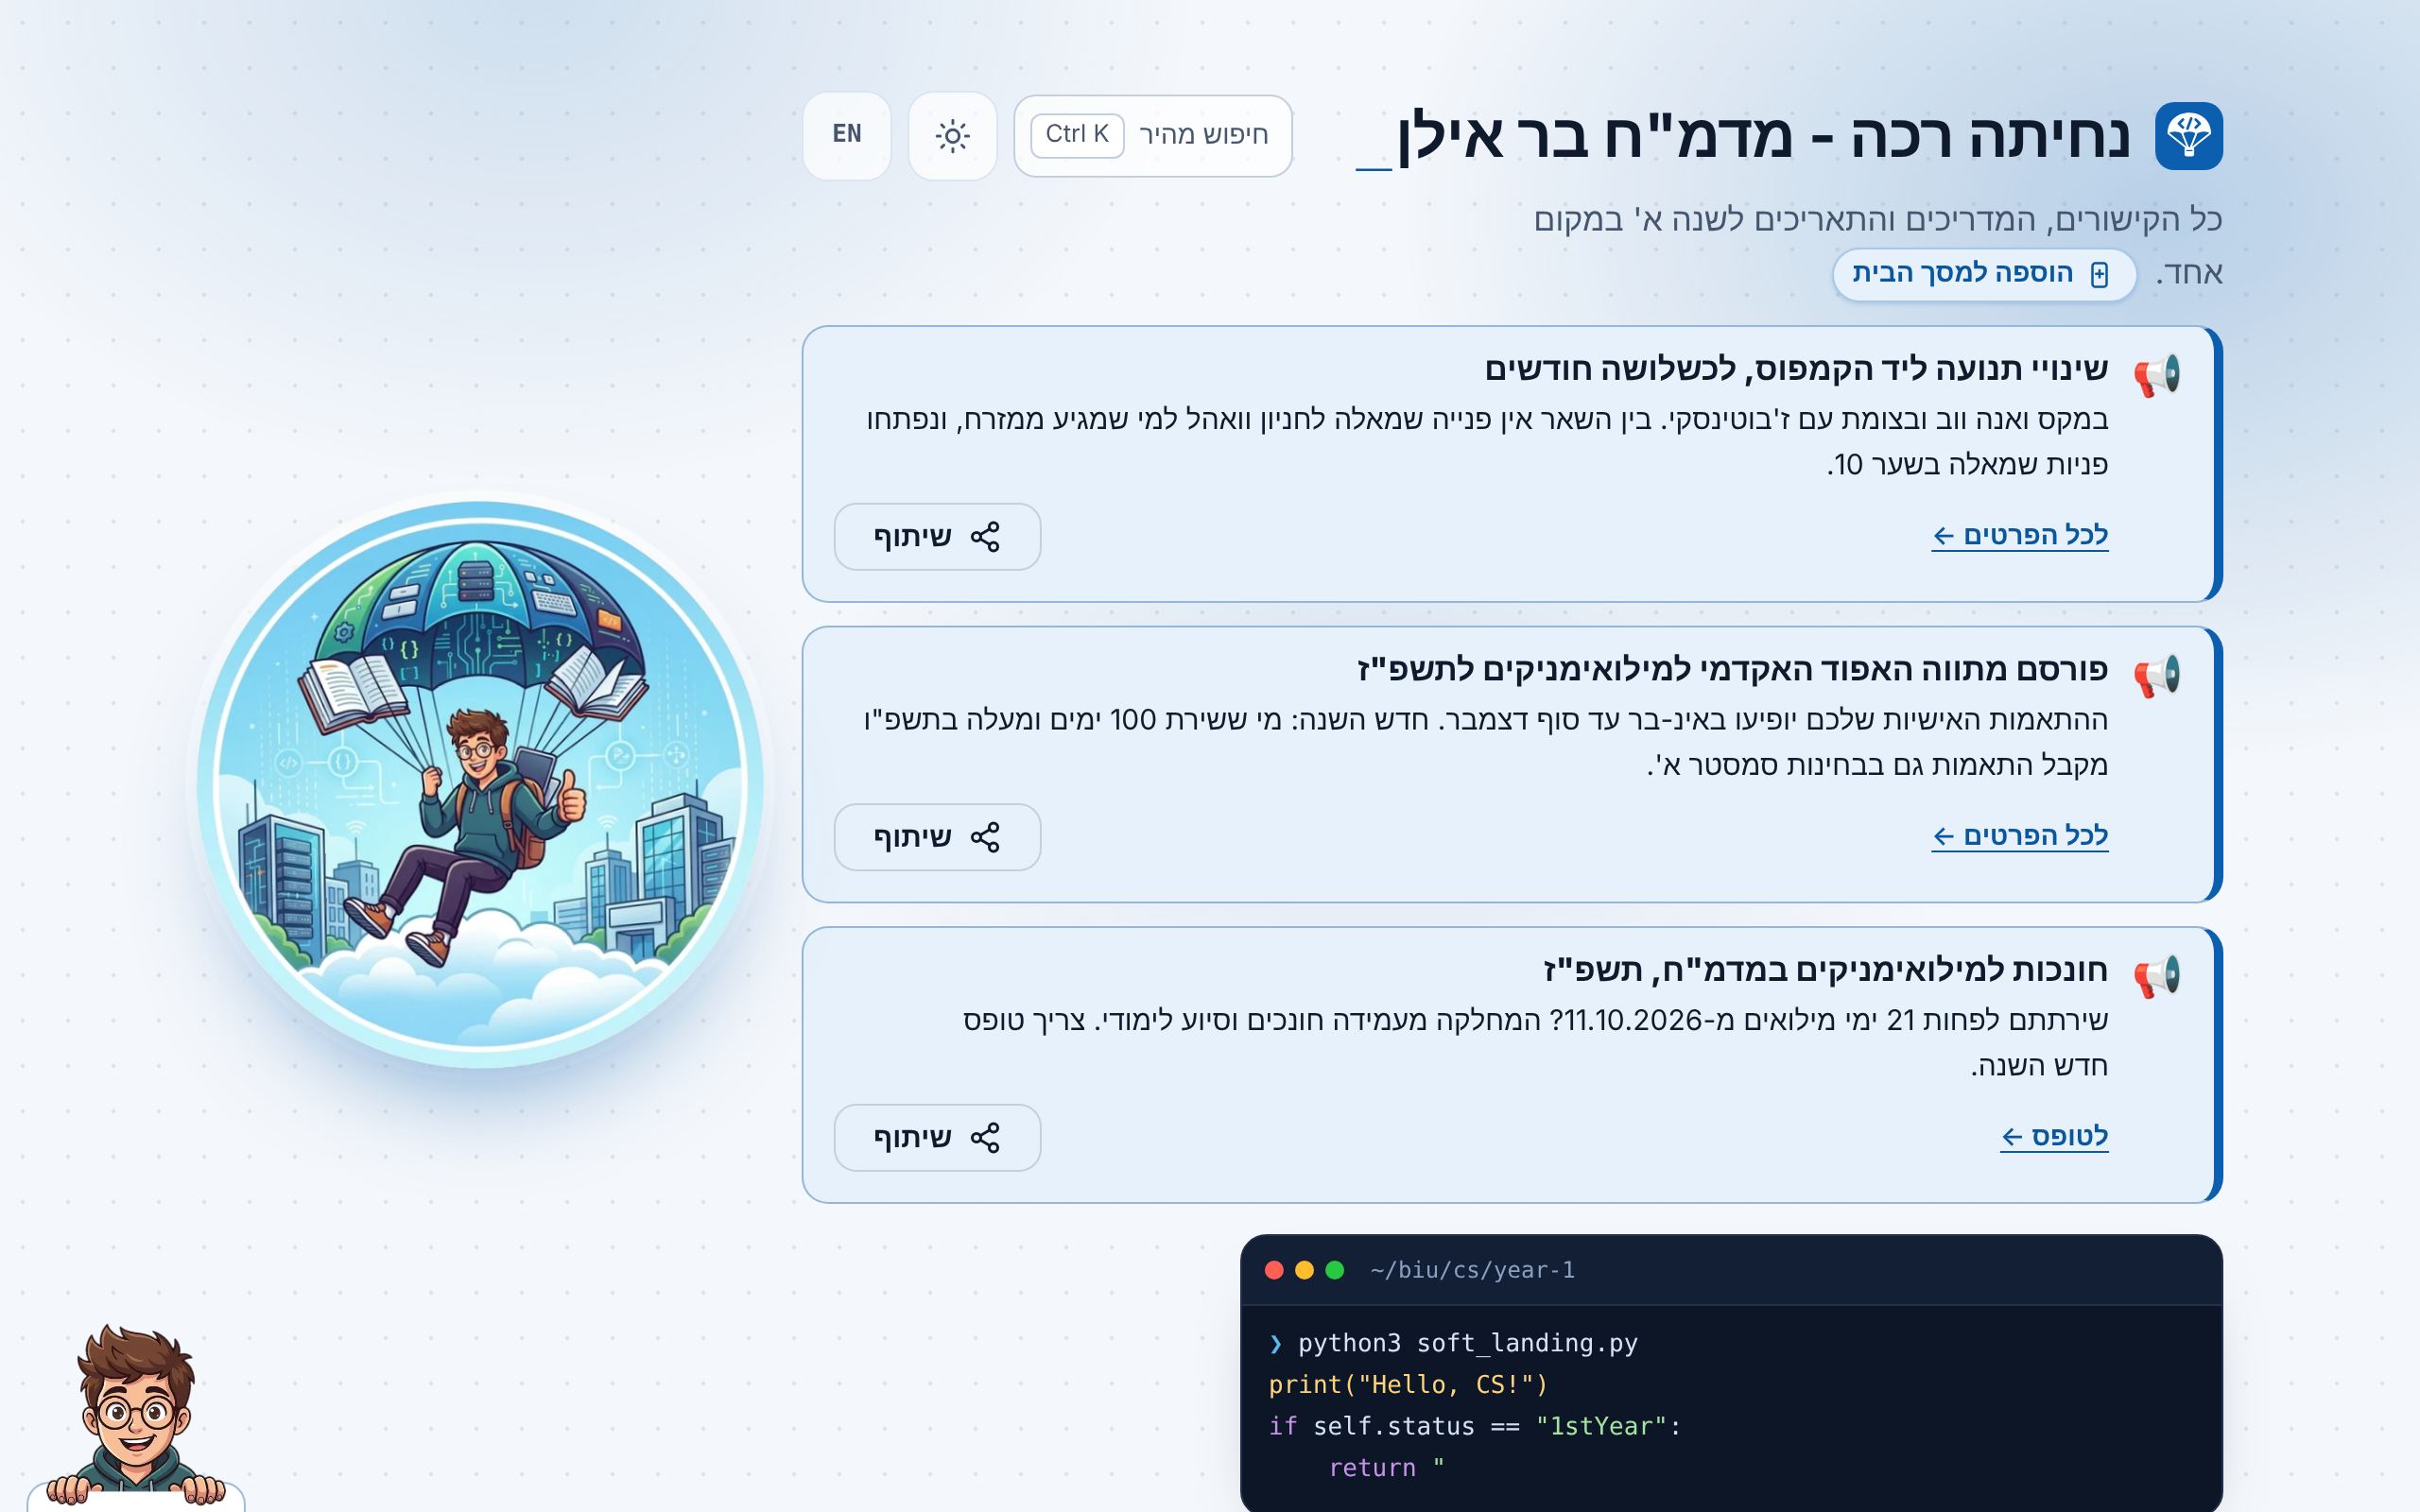 נחיתה רכה - מדמ"ח בר אילן_
חיפוש מהיר Ctrl K
EN
כל הקישורים, המדריכים והתאריכים לשנה א' במקום
אחד. הוספה למסך הבית
שינויי תנועה ליד הקמפוס, לכשלושה חודשים
במקס ואנה ווב ובצומת עם ז'בוטינסקי. בין השאר אין פנייה שמאלה לחניון וואהל למי שמגיע ממזרח, ונפתחו
פניות שמאלה בשער 10.
לכל הפרטים ←
שיתוף
פורסם מתווה האפוד האקדמי למילואימניקים לתשפ"ז
ההתאמות האישיות שלכם יופיעו באינ-בר עד סוף דצמבר. חדש השנה: מי ששירת 100 ימים ומעלה בתשפ"ו
מקבל התאמות גם בבחינות סמסטר א'.
לכל הפרטים ←
שיתוף
חונכות למילואימניקים במדמ"ח, תשפ"ז
שירתתם לפחות 21 ימי מילואים מ-11.10.2026? המחלקה מעמידה חונכים וסיוע לימודי. צריך טופס
חדש השנה.
לטופס ←
שיתוף
~/biu/cs/year-1
❯ python3 soft_landing.py
print("Hello, CS!")
if self.status == "1stYear":
    return "